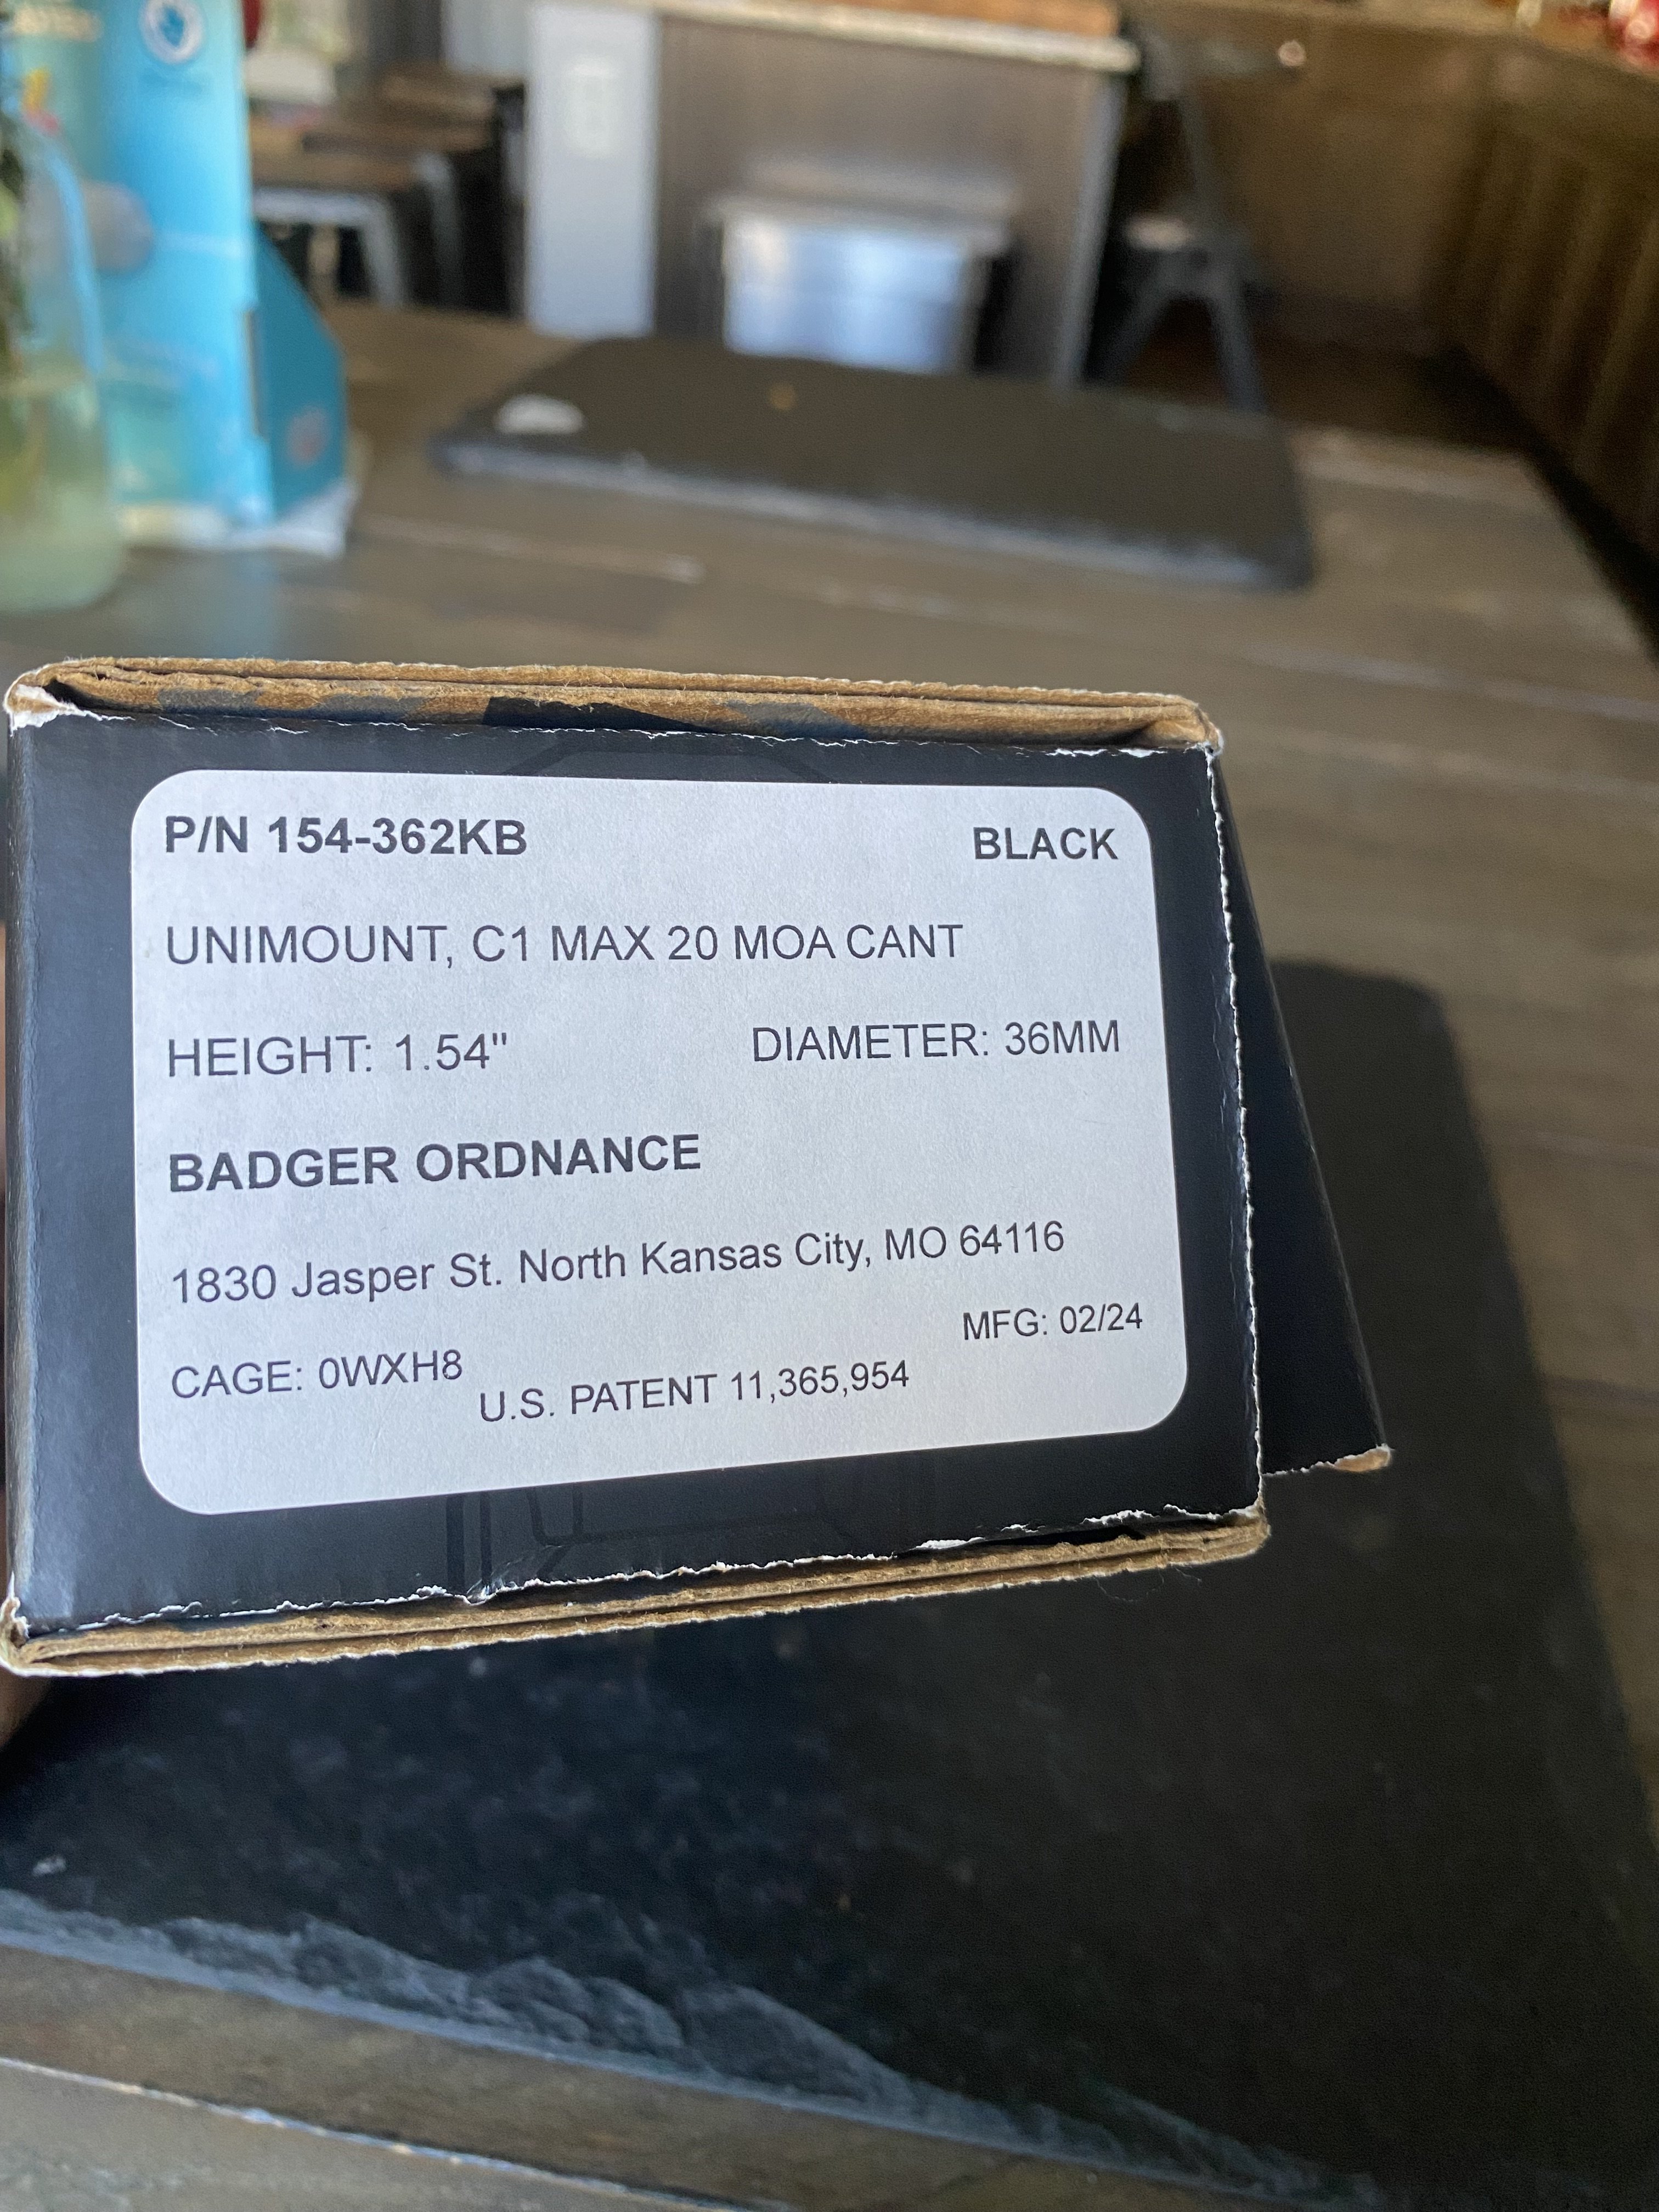 P/N 154-362KB BLACK
UNIMOUNT, C1 MAX 20 MOA CANT
HEIGHT: 1.54" DIAMETER: 36MM
BADGER ORDNANCE
1830 Jasper St. North Kansas City, MO 64116
MFG: 02/24
CAGE: 0WXH8
U.S. PATENT 11,365,954